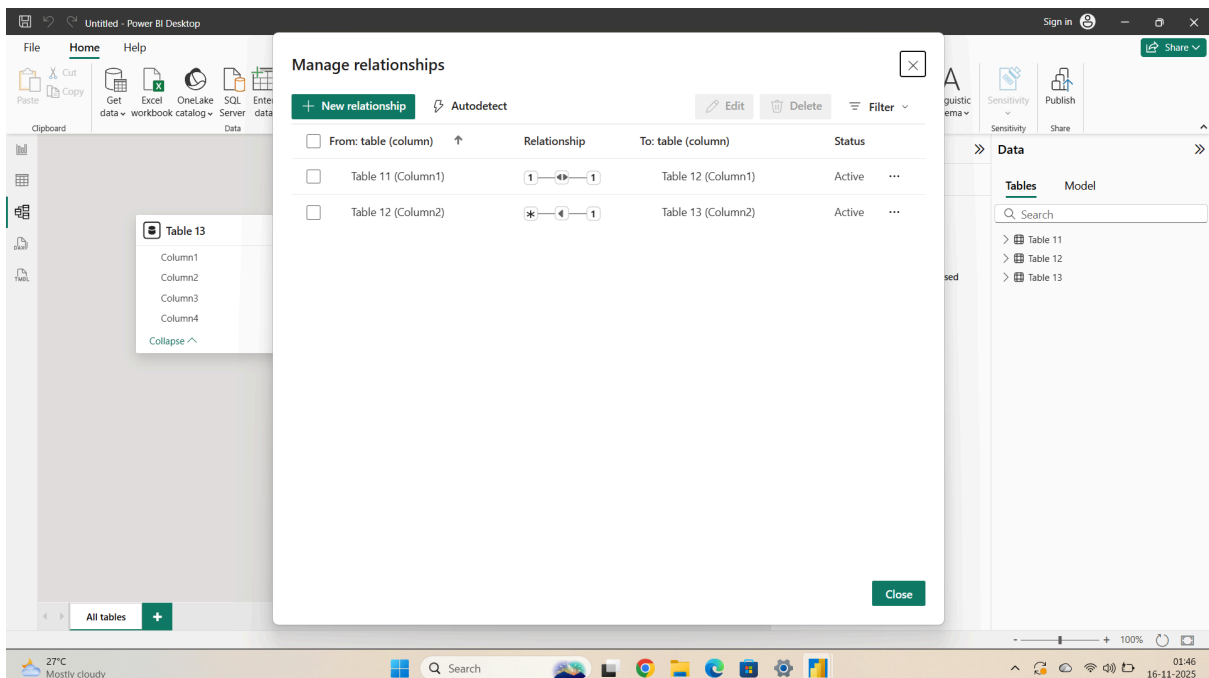 Untitled - Power BI Desktop
Sign in
File Home Help
Share
Paste
Cut
Copy
Get data
Excel workbook
OneLake catalog
SQL Server
Sensitivity
Publish
Clipboard
Data
Sensitivity
Share
Manage relationships
New relationship
Autodetect
Edit
Delete
Filter
From: table (column) Relationship To: table (column) Status
Table 11 (Column1) 1 1 Table 12 (Column1) Active ...
Table 12 (Column2) * 1 Table 13 (Column2) Active ...
Close
Table 13
Column1
Column2
Column3
Column4
Collapse
DAX
TMDL
Data
Tables Model
Search
Table 11
Table 12
Table 13
All tables
- + 100%
27°C
Mostly cloudy
Search
01:46
16-11-2025